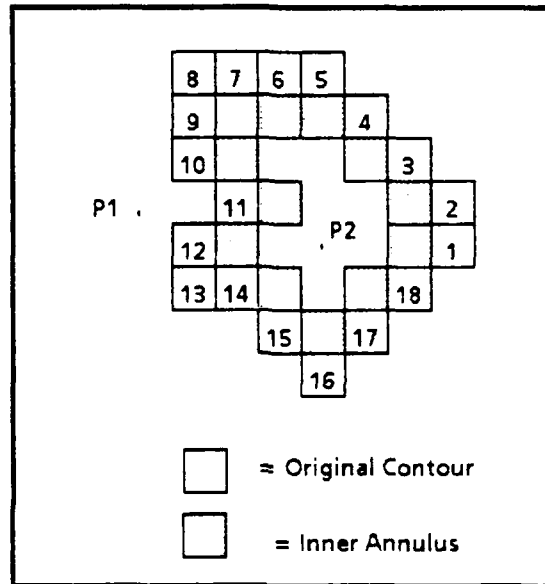 8 7 6 5
9 4
10 3
P1 . 11 2
12 P2 1
13 14 18
15 17
16
= Original Contour
= Inner Annulus